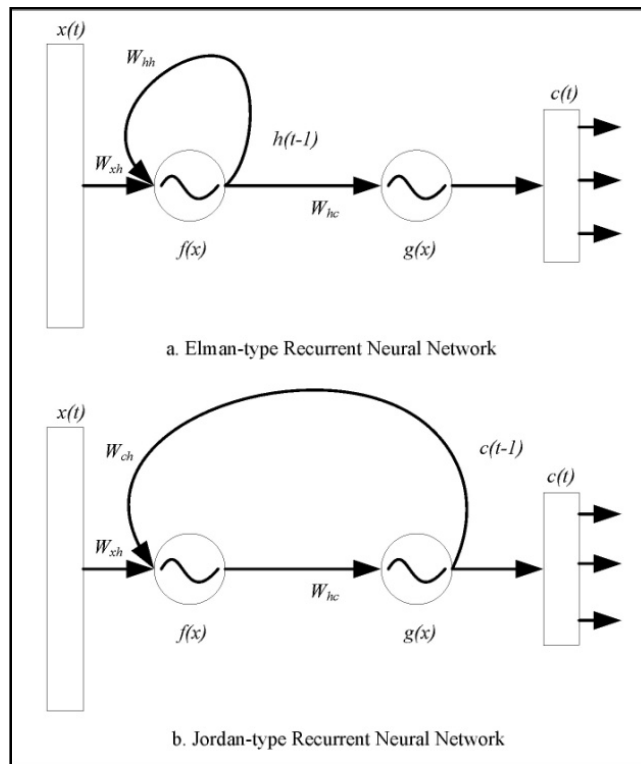 x(t)
W_hh
c(t)
h(t-1)
W_xh
W_hc
f(x)
g(x)
a. Elman-type Recurrent Neural Network
x(t)
W_ch
c(t-1)
c(t)
W_xh
W_hc
f(x)
g(x)
b. Jordan-type Recurrent Neural Network